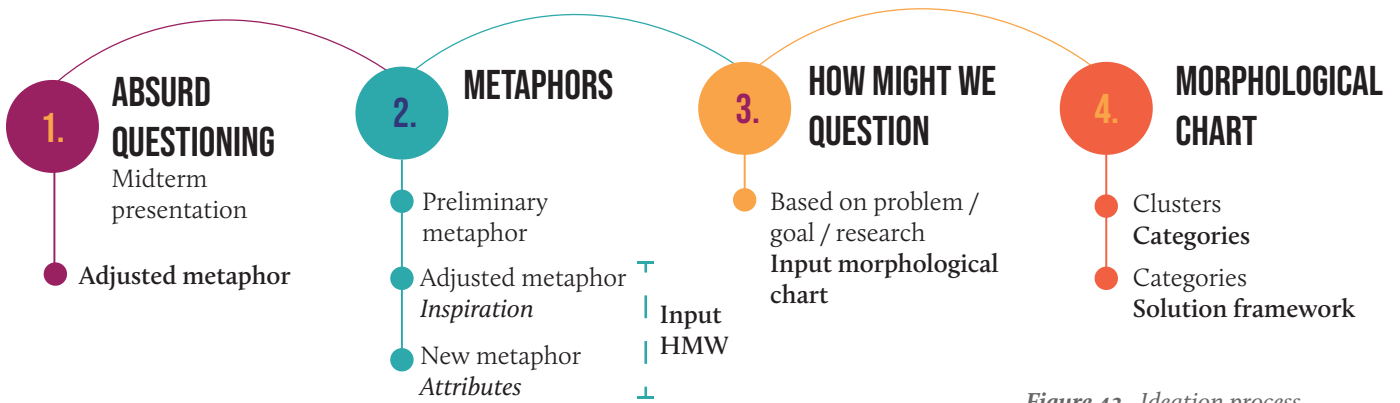 1.
ABSURD
QUESTIONING
Midterm
presentation
Adjusted metaphor
2.
METAPHORS
Preliminary
metaphor
Adjusted metaphor
Inspiration
New metaphor
Attributes
Input
HMW
3.
HOW MIGHT WE
QUESTION
Based on problem /
goal / research
Input morphological
chart
4.
MORPHOLOGICAL
CHART
Clusters
Categories
Categories
Solution framework
Figure Ideation process